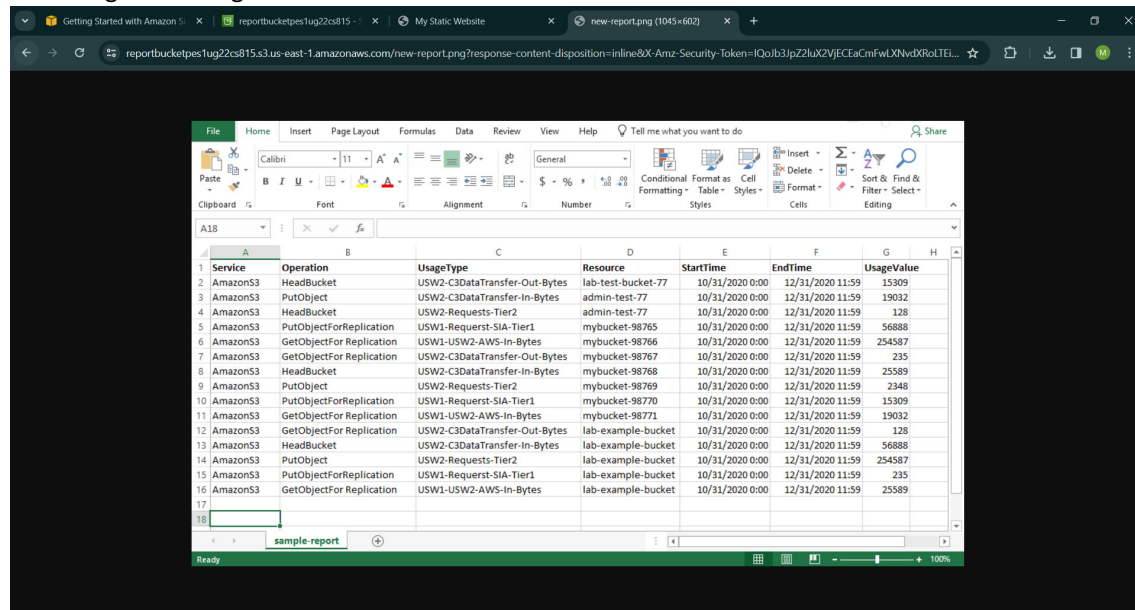 Getting Started with Amazon S
reportbucketpes1ug22cs815 - S
My Static Website
new-report.png (1045×602)
reportbucketpes1ug22cs815.s3.us-east-1.amazonaws.com/new-report.png?response-content-disposition=inline&X-Amz-Security-Token=IQoJb3JpZ2luX2VjECEaCmFwLXNvdXRoLTEi...
M
File Home Insert Page Layout Formulas Data Review View Help Tell me what you want to do Share
Paste
Calibri 11
B I U
General
$ %
Conditional Formatting
Format as Table
Cell Styles
Insert
Delete
Format
Sort & Filter
Find & Select
Clipboard Font Alignment Number Styles Cells Editing
A18 fx
A B C D E F G H
1 Service Operation UsageType Resource StartTime EndTime UsageValue
2 AmazonS3 HeadBucket USW2-C3DataTransfer-Out-Bytes lab-test-bucket-77 10/31/2020 0:00 12/31/2020 11:59 15309
3 AmazonS3 PutObject USW2-C3DataTransfer-In-Bytes admin-test-77 10/31/2020 0:00 12/31/2020 11:59 19032
4 AmazonS3 HeadBucket USW2-Requests-Tier2 admin-test-77 10/31/2020 0:00 12/31/2020 11:59 128
5 AmazonS3 PutObjectForReplication USW1-Requerst-SIA-Tier1 mybucket-98765 10/31/2020 0:00 12/31/2020 11:59 56888
6 AmazonS3 GetObjectFor Replication USW1-USW2-AWS-In-Bytes mybucket-98766 10/31/2020 0:00 12/31/2020 11:59 254587
7 AmazonS3 GetObjectFor Replication USW2-C3DataTransfer-Out-Bytes mybucket-98767 10/31/2020 0:00 12/31/2020 11:59 235
8 AmazonS3 HeadBucket USW2-C3DataTransfer-In-Bytes mybucket-98768 10/31/2020 0:00 12/31/2020 11:59 25589
9 AmazonS3 PutObject USW2-Requests-Tier2 mybucket-98769 10/31/2020 0:00 12/31/2020 11:59 2348
10 AmazonS3 PutObjectForReplication USW1-Requerst-SIA-Tier1 mybucket-98770 10/31/2020 0:00 12/31/2020 11:59 15309
11 AmazonS3 GetObjectFor Replication USW1-USW2-AWS-In-Bytes mybucket-98771 10/31/2020 0:00 12/31/2020 11:59 19032
12 AmazonS3 GetObjectFor Replication USW2-C3DataTransfer-Out-Bytes lab-example-bucket 10/31/2020 0:00 12/31/2020 11:59 128
13 AmazonS3 HeadBucket USW2-C3DataTransfer-In-Bytes lab-example-bucket 10/31/2020 0:00 12/31/2020 11:59 56888
14 AmazonS3 PutObject USW2-Requests-Tier2 lab-example-bucket 10/31/2020 0:00 12/31/2020 11:59 254587
15 AmazonS3 PutObjectForReplication USW1-Requerst-SIA-Tier1 lab-example-bucket 10/31/2020 0:00 12/31/2020 11:59 235
16 AmazonS3 GetObjectFor Replication USW1-USW2-AWS-In-Bytes lab-example-bucket 10/31/2020 0:00 12/31/2020 11:59 25589
17
18
sample-report
Ready 100%